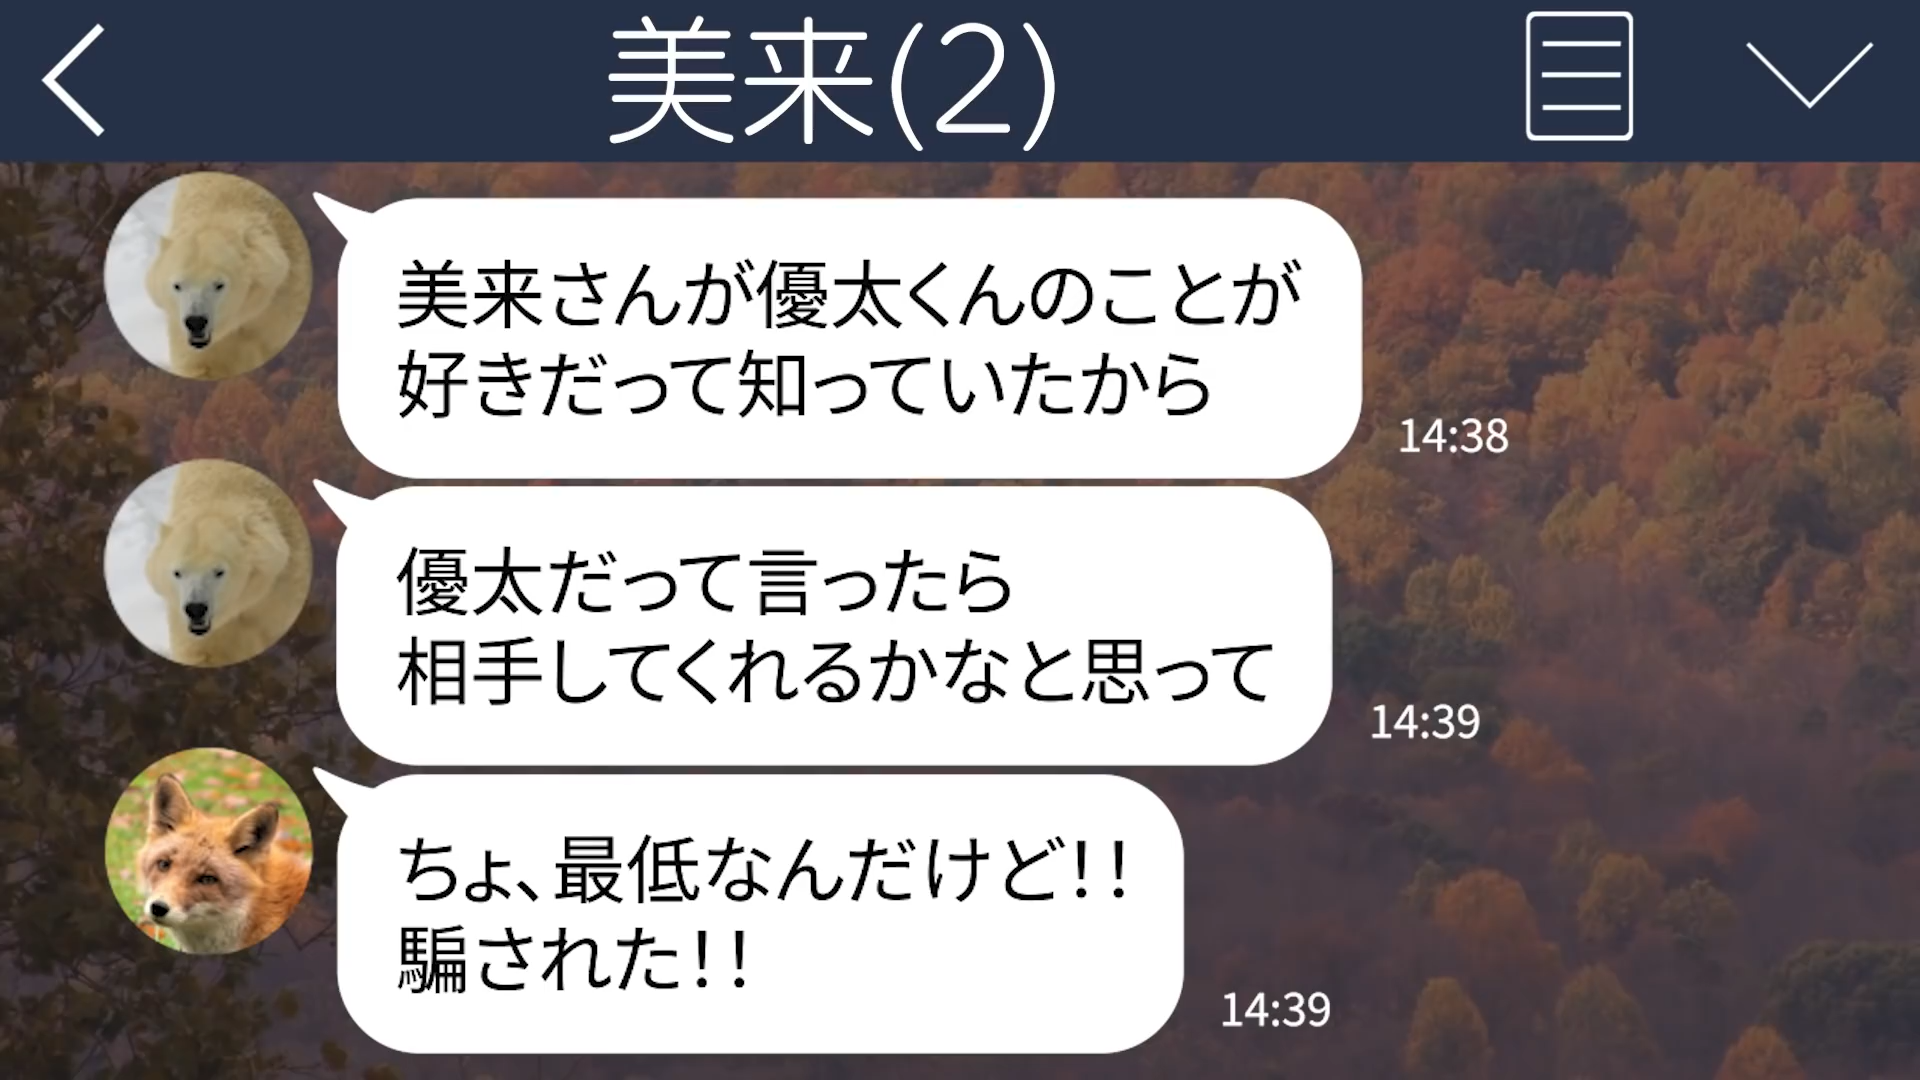 美来(2)
美来さんが優太くんのことが
好きだって知っていたから
14:38
優太だって言ったら
相手してくれるかなと思って
14:39
ちょ、最低なんだけど!!
騙された!!
14:39